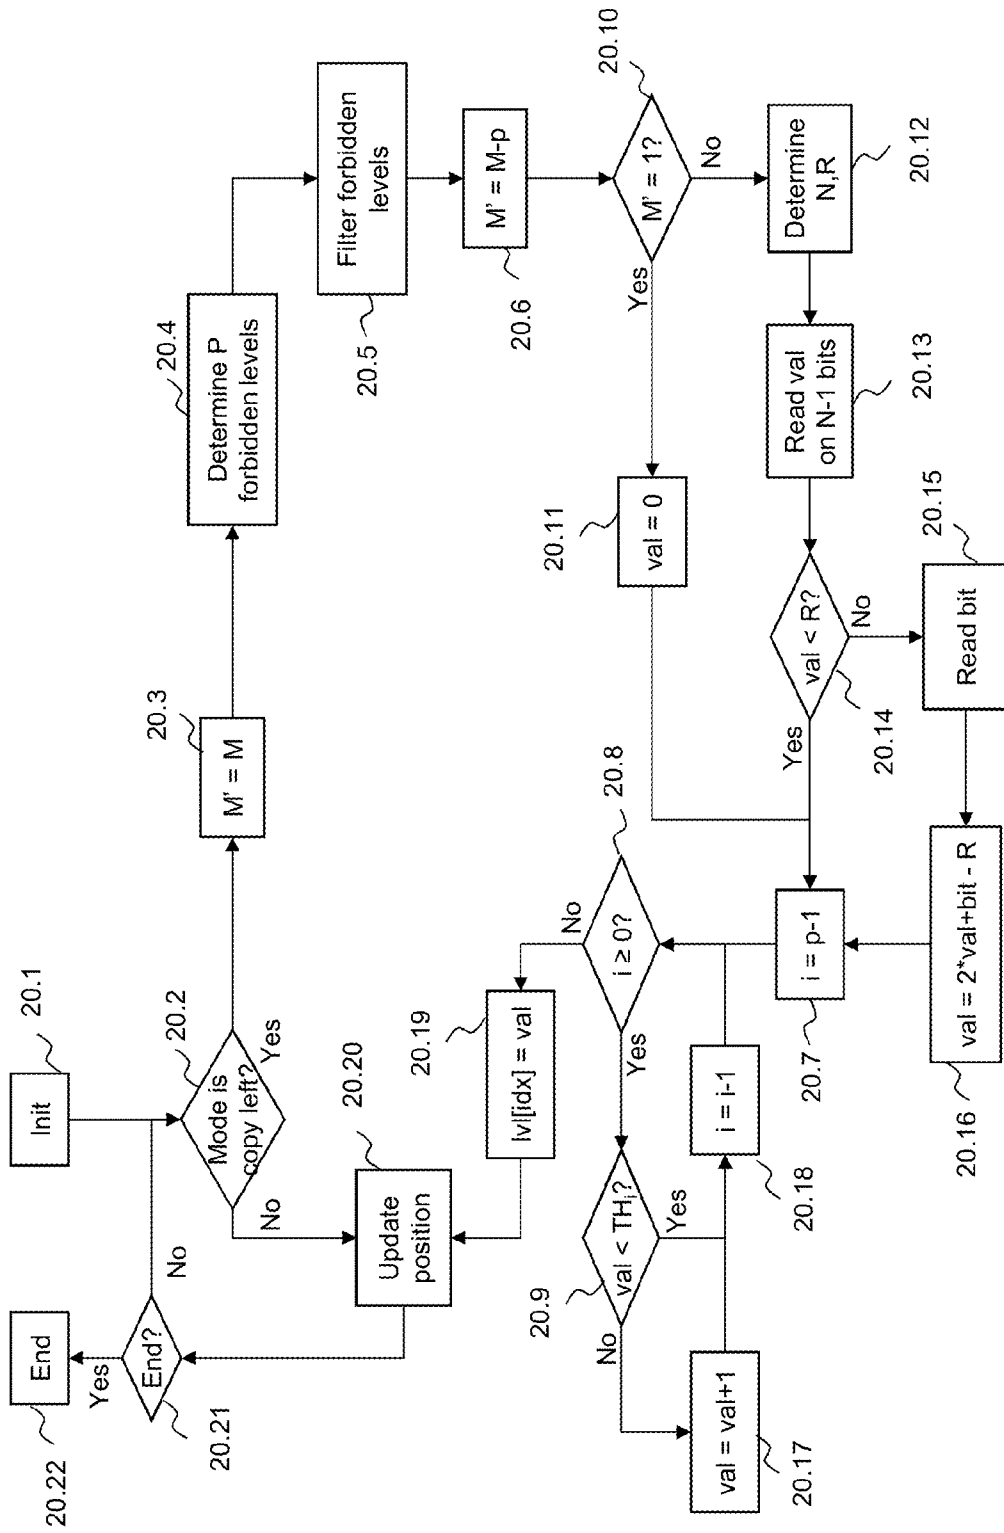 20.1
Init
20.2
Mode is
copy left?
Yes
No
20.3
M' = M
20.4
Determine P
forbidden levels
20.5
Filter forbidden
levels
20.6
M' = M-p
20.10
M' = 1?
Yes
No
20.11
val = 0
20.12
Determine
N,R
20.13
Read val
on N-1 bits
20.14
val < R?
Yes
No
20.15
Read bit
20.16
val = 2*val+bit - R
20.7
i = p-1
20.8
i ≥ 0?
No
Yes
20.9
val < THi?
Yes
No
20.17
val = val+1
20.18
i = i-1
20.19
lvl[idx] = val
20.20
Update
position
20.21
End?
No
Yes
20.22
End